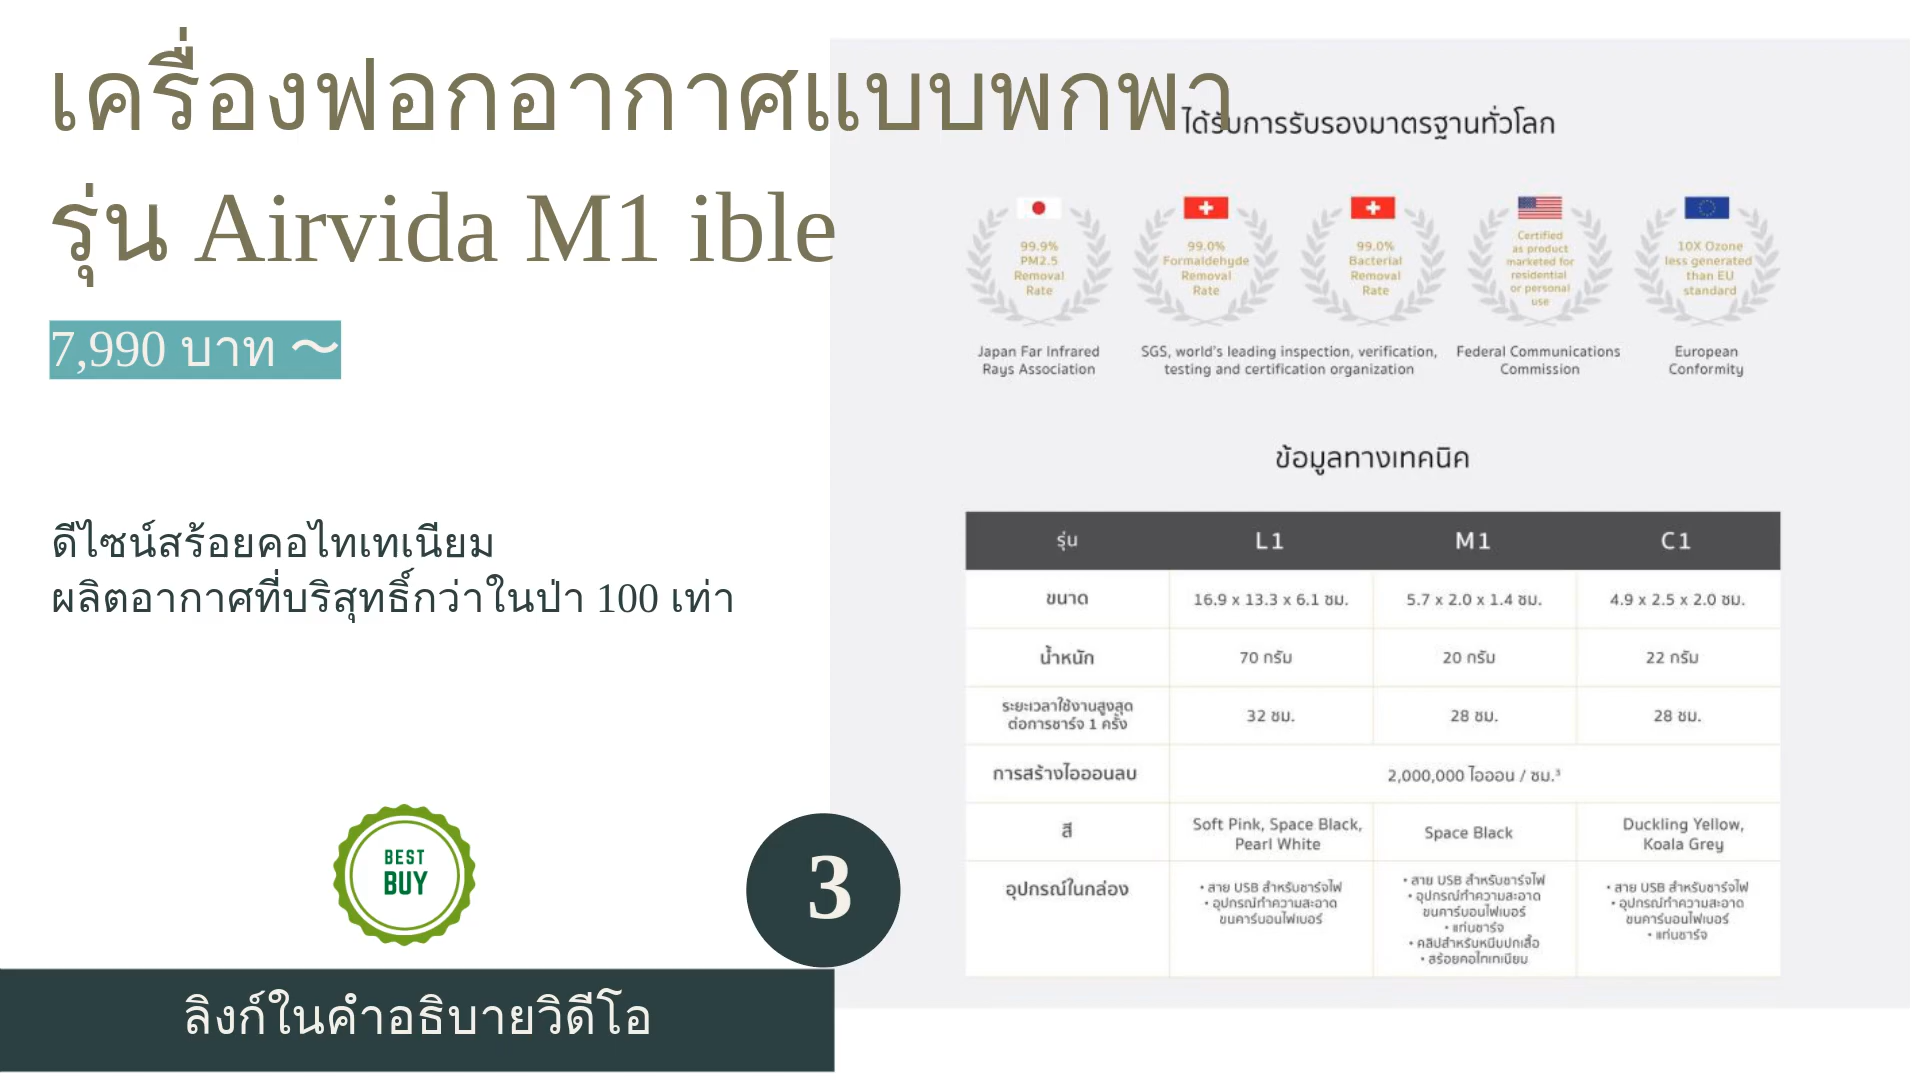 เครื่องฟอกอากาศแบบพกพา
รุ่น Airvida M1 ible
7,990 บาท ～
ดีไซน์สร้อยคอไทเทเนียม
ผลิตอากาศที่บริสุทธิ์กว่าในป่า 100 เท่า
BEST
BUY
3
ลิงก์ในคำอธิบายวิดีโอ
ได้รับการรับรองมาตรฐานทั่วโลก
99.9%
PM2.5
Removal
Rate
Japan Far Infrared
Rays Association
99.0%
Formaldehyde
Removal
Rate
99.0%
Bacterial
Removal
Rate
SGS, world's leading inspection, verification,
testing and certification organization
Certified
as product
marketed for
residential
or personal
use
Federal Communications
Commission
10X Ozone
less generated
than EU
standard
European
Conformity
ข้อมูลทางเทคนิค
รุ่น L1 M1 C1
ขนาด 16.9 x 13.3 x 6.1 ซม. 5.7 x 2.0 x 1.4 ซม. 4.9 x 2.5 x 2.0 ซม.
น้ำหนัก 70 กรัม 20 กรัม 22 กรัม
ระยะเวลาใช้งานสูงสุด
ต่อการชาร์จ 1 ครั้ง
32 ชม. 28 ชม. 28 ชม.
การสร้างไอออนลบ 2,000,000 ไอออน / ซม.³
สี
Soft Pink, Space Black,
Pearl White
Space Black
Duckling Yellow,
Koala Grey
อุปกรณ์ในกล่อง
• สาย USB สำหรับชาร์จไฟ
• อุปกรณ์ทำความสะอาด
ขนคาร์บอนไฟเบอร์
• สาย USB สำหรับชาร์จไฟ
• อุปกรณ์ทำความสะอาด
ขนคาร์บอนไฟเบอร์
• แท่นชาร์จ
• คลิปสำหรับหนีบปกเสื้อ
• สร้อยคอไทเทเนียม
• สาย USB สำหรับชาร์จไฟ
• อุปกรณ์ทำความสะอาด
ขนคาร์บอนไฟเบอร์
• แท่นชาร์จ